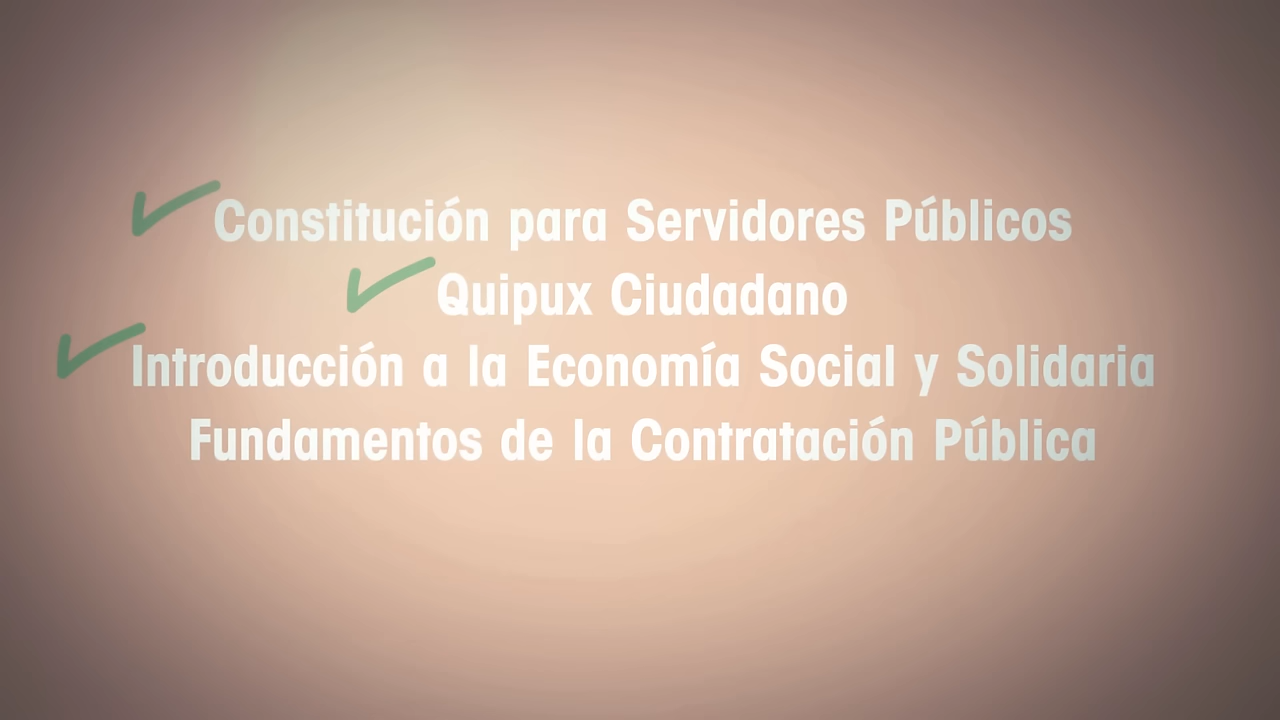 Constitución para Servidores Públicos
Quipux Ciudadano
Introducción a la Economía Social y Solidaria
Fundamentos de la Contratación Pública